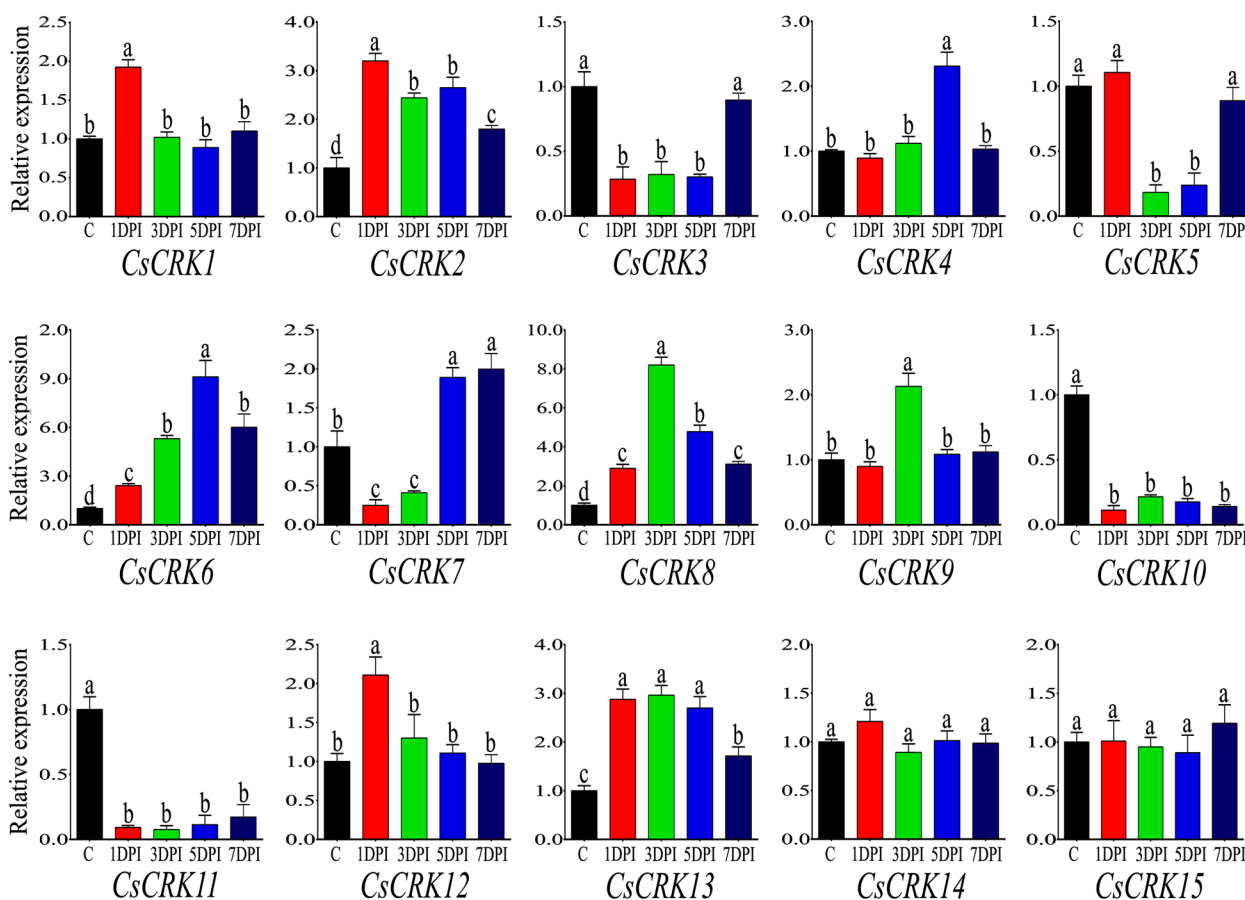 Relative expression
2.5
2.0
1.5
1.0
0.5
0.0
b a b b b
C 1DPI 3DPI 5DPI 7DPI
CsCRK1
4.0
3.0
2.0
1.0
0.0
d a b b c
C 1DPI 3DPI 5DPI 7DPI
CsCRK2
1.5
1.0
0.5
0.0
a b b b a
C 1DPI 3DPI 5DPI 7DPI
CsCRK3
4.0
3.0
2.0
1.0
0.0
b b b a b
C 1DPI 3DPI 5DPI 7DPI
CsCRK4
1.5
1.0
0.5
0.0
a a b b a
C 1DPI 3DPI 5DPI 7DPI
CsCRK5
Relative expression
2.0
9.0
6.0
3.0
0.0
d c b a b
C 1DPI 3DPI 5DPI 7DPI
CsCRK6
2.5
2.0
1.5
1.0
0.5
0.0
b c c a a
C 1DPI 3DPI 5DPI 7DPI
CsCRK7
10.0
8.0
6.0
4.0
2.0
0.0
d c a b c
C 1DPI 3DPI 5DPI 7DPI
CsCRK8
3.0
2.0
1.0
0.0
b b a b b
C 1DPI 3DPI 5DPI 7DPI
CsCRK9
1.5
1.0
0.5
0.0
a b b b b
C 1DPI 3DPI 5DPI 7DPI
CsCRK10
Relative expression
1.5
1.0
0.5
0.0
a b b b b
C 1DPI 3DPI 5DPI 7DPI
CsCRK11
2.5
2.0
1.5
1.0
0.5
0.0
b a b b b
C 1DPI 3DPI 5DPI 7DPI
CsCRK12
4.0
3.0
2.0
1.0
0.0
c a a a b
C 1DPI 3DPI 5DPI 7DPI
CsCRK13
2.0
1.5
1.0
0.5
0.0
a a a a a
C 1DPI 3DPI 5DPI 7DPI
CsCRK14
2.0
1.5
1.0
0.5
0.0
a a a a a
C 1DPI 3DPI 5DPI 7DPI
CsCRK15